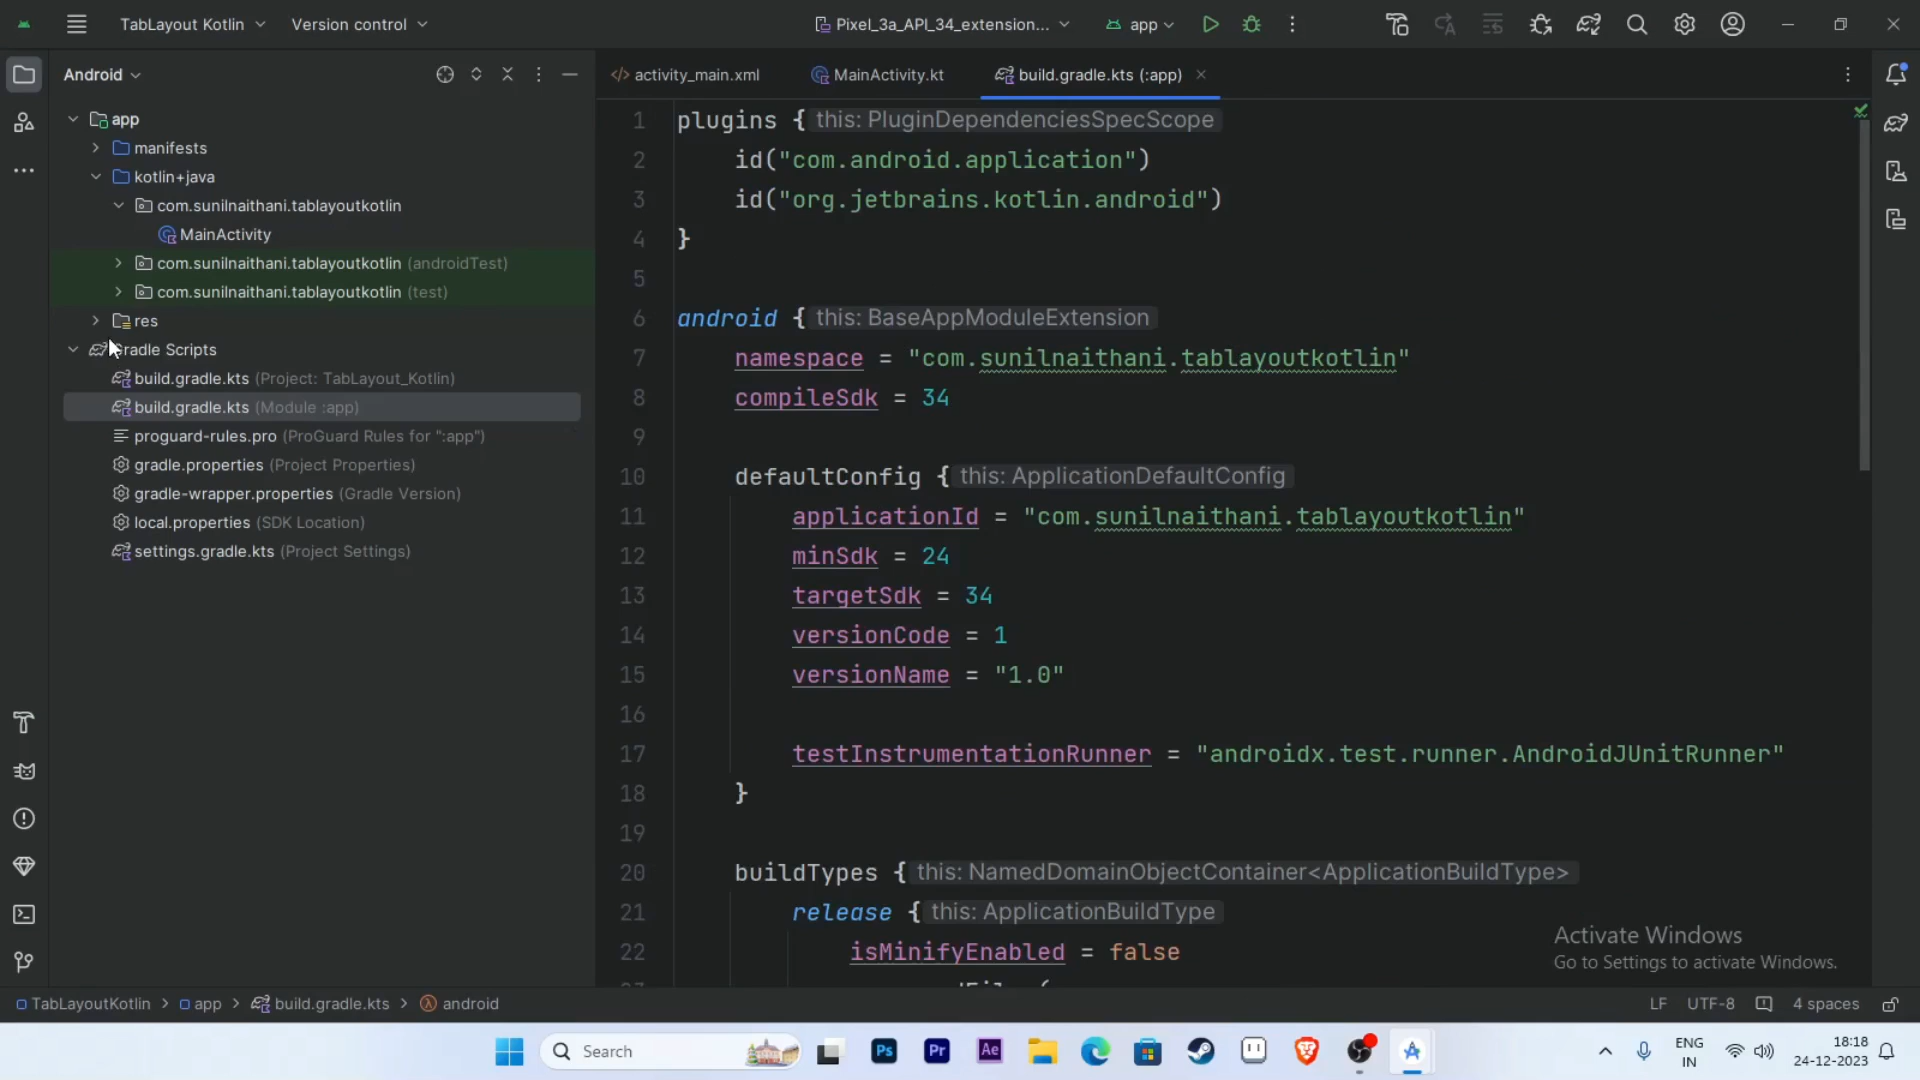 TabLayout Kotlin
Version control
Pixel_3a_API_34_extension...
app
Android
app
manifests
kotlin+java
com.sunilnaithani.tablayoutkotlin
MainActivity
com.sunilnaithani.tablayoutkotlin (androidTest)
com.sunilnaithani.tablayoutkotlin (test)
res
Gradle Scripts
build.gradle.kts (Project: TabLayout_Kotlin)
build.gradle.kts (Module :app)
proguard-rules.pro (ProGuard Rules for ":app")
gradle.properties (Project Properties)
gradle-wrapper.properties (Gradle Version)
local.properties (SDK Location)
settings.gradle.kts (Project Settings)
activity_main.xml
MainActivity.kt
build.gradle.kts (:app)
1 plugins { this: PluginDependenciesSpecScope
2 id("com.android.application")
3 id("org.jetbrains.kotlin.android")
4 }
5
6 android { this: BaseAppModuleExtension
7 namespace = "com.sunilnaithani.tablayoutkotlin"
8 compileSdk = 34
9
10 defaultConfig { this: ApplicationDefaultConfig
11 applicationId = "com.sunilnaithani.tablayoutkotlin"
12 minSdk = 24
13 targetSdk = 34
14 versionCode = 1
15 versionName = "1.0"
16
17 testInstrumentationRunner = "androidx.test.runner.AndroidJUnitRunner"
18 }
19
20 buildTypes { this: NamedDomainObjectContainer<ApplicationBuildType>
21 release { this: ApplicationBuildType
22 isMinifyEnabled = false
Activate Windows
Go to Settings to activate Windows.
TabLayoutKotlin > app > build.gradle.kts > android
LF UTF-8 4 spaces
Search
Ps
Pr
Ae
ENG
IN
18:18
24-12-2023